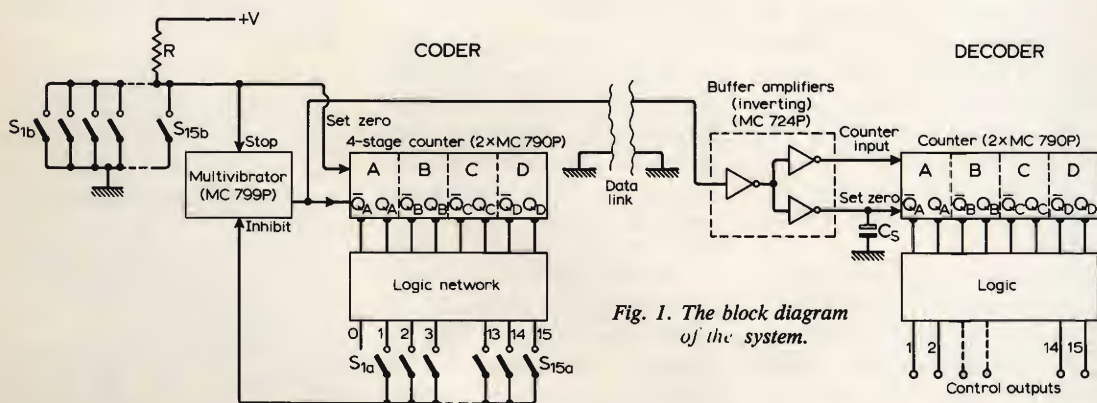 +V
R
CODER
DECODER
S1b
S15b
Stop
Set zero
Multivibrator
(MC 799P)
Inhibit
4-stage counter (2×MC 790P)
A B C D
Q̄A QA Q̄B QB Q̄C QC Q̄D QD
Logic network
0 1 2 3 13 14 15
S1a
S15a
Data
link
Buffer amplifiers
(inverting)
(MC 724P)
Counter
input
Set zero
CS
Counter (2×MC 790P)
A B C D
Q̄A QA Q̄B QB Q̄C QC Q̄D QD
Logic
1 2 14 15
Control outputs
Fig. 1. The block diagram
of the system.